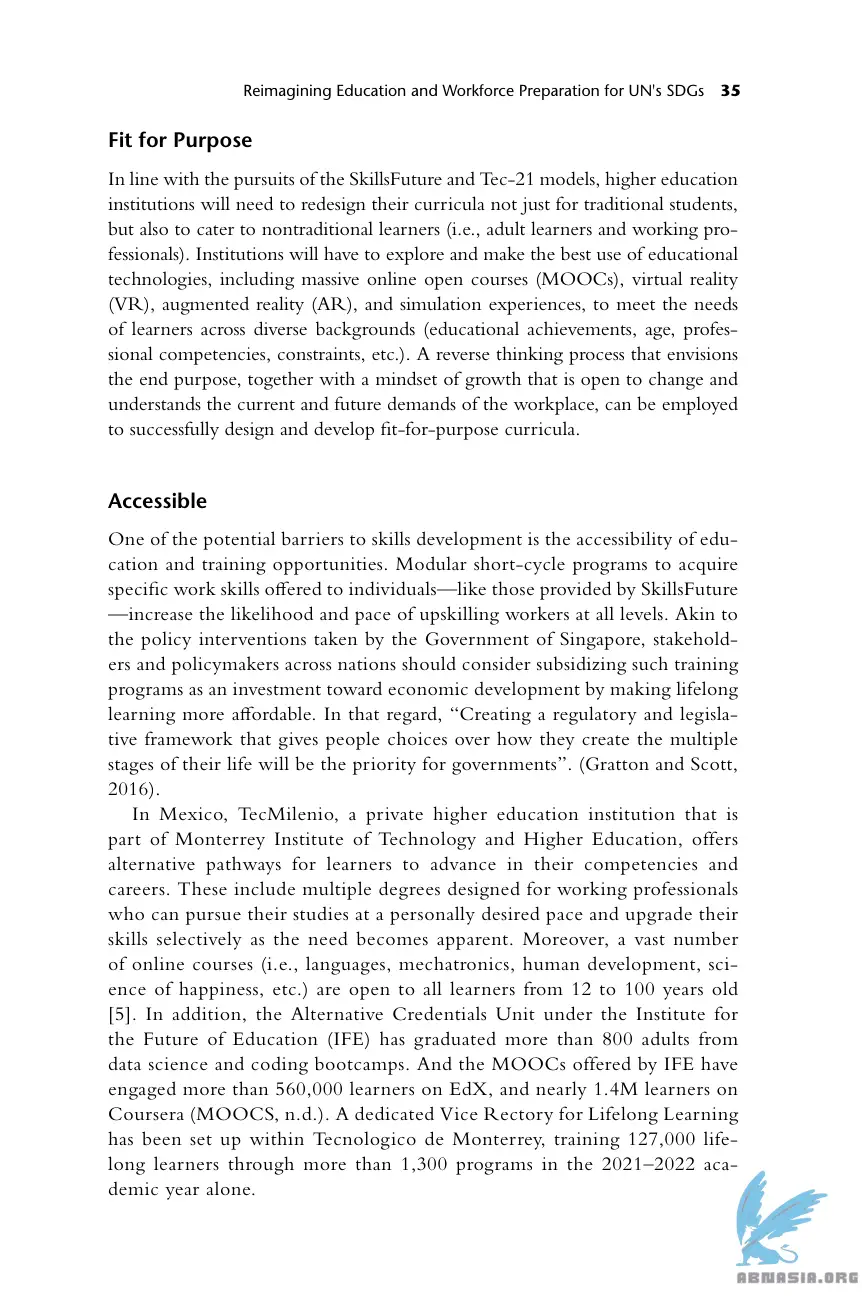 Reimagining Education and Workforce Preparation for UN's SDGs 35
Fit for Purpose
In line with the pursuits of the SkillsFuture and Tec-21 models, higher education
institutions will need to redesign their curricula not just for traditional students,
but also to cater to nontraditional learners (i.e., adult learners and working pro-
fessionals). Institutions will have to explore and make the best use of educational
technologies, including massive online open courses (MOOCs), virtual reality
(VR), augmented reality (AR), and simulation experiences, to meet the needs
of learners across diverse backgrounds (educational achievements, age, profes-
sional competencies, constraints, etc.). A reverse thinking process that envisions
the end purpose, together with a mindset of growth that is open to change and
understands the current and future demands of the workplace, can be employed
to successfully design and develop fit-for-purpose curricula.
Accessible
One of the potential barriers to skills development is the accessibility of edu-
cation and training opportunities. Modular short-cycle programs to acquire
specific work skills offered to individuals—like those provided by SkillsFuture
—increase the likelihood and pace of upskilling workers at all levels. Akin to
the policy interventions taken by the Government of Singapore, stakehold-
ers and policymakers across nations should consider subsidizing such training
programs as an investment toward economic development by making lifelong
learning more affordable. In that regard, “Creating a regulatory and legisla-
tive framework that gives people choices over how they create the multiple
stages of their life will be the priority for governments”. (Gratton and Scott,
2016).
In Mexico, TecMilenio, a private higher education institution that is
part of Monterrey Institute of Technology and Higher Education, offers
alternative pathways for learners to advance in their competencies and
careers. These include multiple degrees designed for working professionals
who can pursue their studies at a personally desired pace and upgrade their
skills selectively as the need becomes apparent. Moreover, a vast number
of online courses (i.e., languages, mechatronics, human development, sci-
ence of happiness, etc.) are open to all learners from 12 to 100 years old
[5]. In addition, the Alternative Credentials Unit under the Institute for
the Future of Education (IFE) has graduated more than 800 adults from
data science and coding bootcamps. And the MOOCs offered by IFE have
engaged more than 560,000 learners on EdX, and nearly 1.4M learners on
Coursera (MOOCS, n.d.). A dedicated Vice Rectory for Lifelong Learning
has been set up within Tecnologico de Monterrey, training 127,000 life-
long learners through more than 1,300 programs in the 2021–2022 aca-
demic year alone.
ABNASIA.ORG